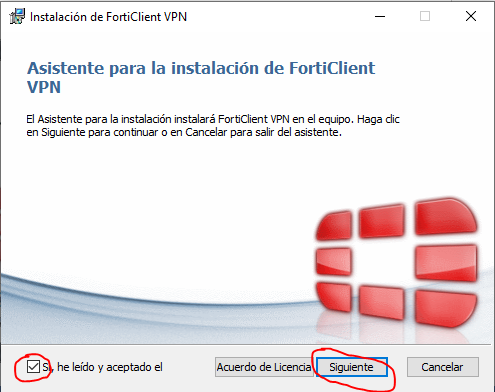 Instalación de FortiClient VPN
Asistente para la instalación de FortiClient
VPN
El Asistente para la instalación instalará FortiClient VPN en el equipo. Haga clic
en Siguiente para continuar o en Cancelar para salir del asistente.
Sí, he leído y aceptado el
Acuerdo de Licencia
Siguiente
Cancelar